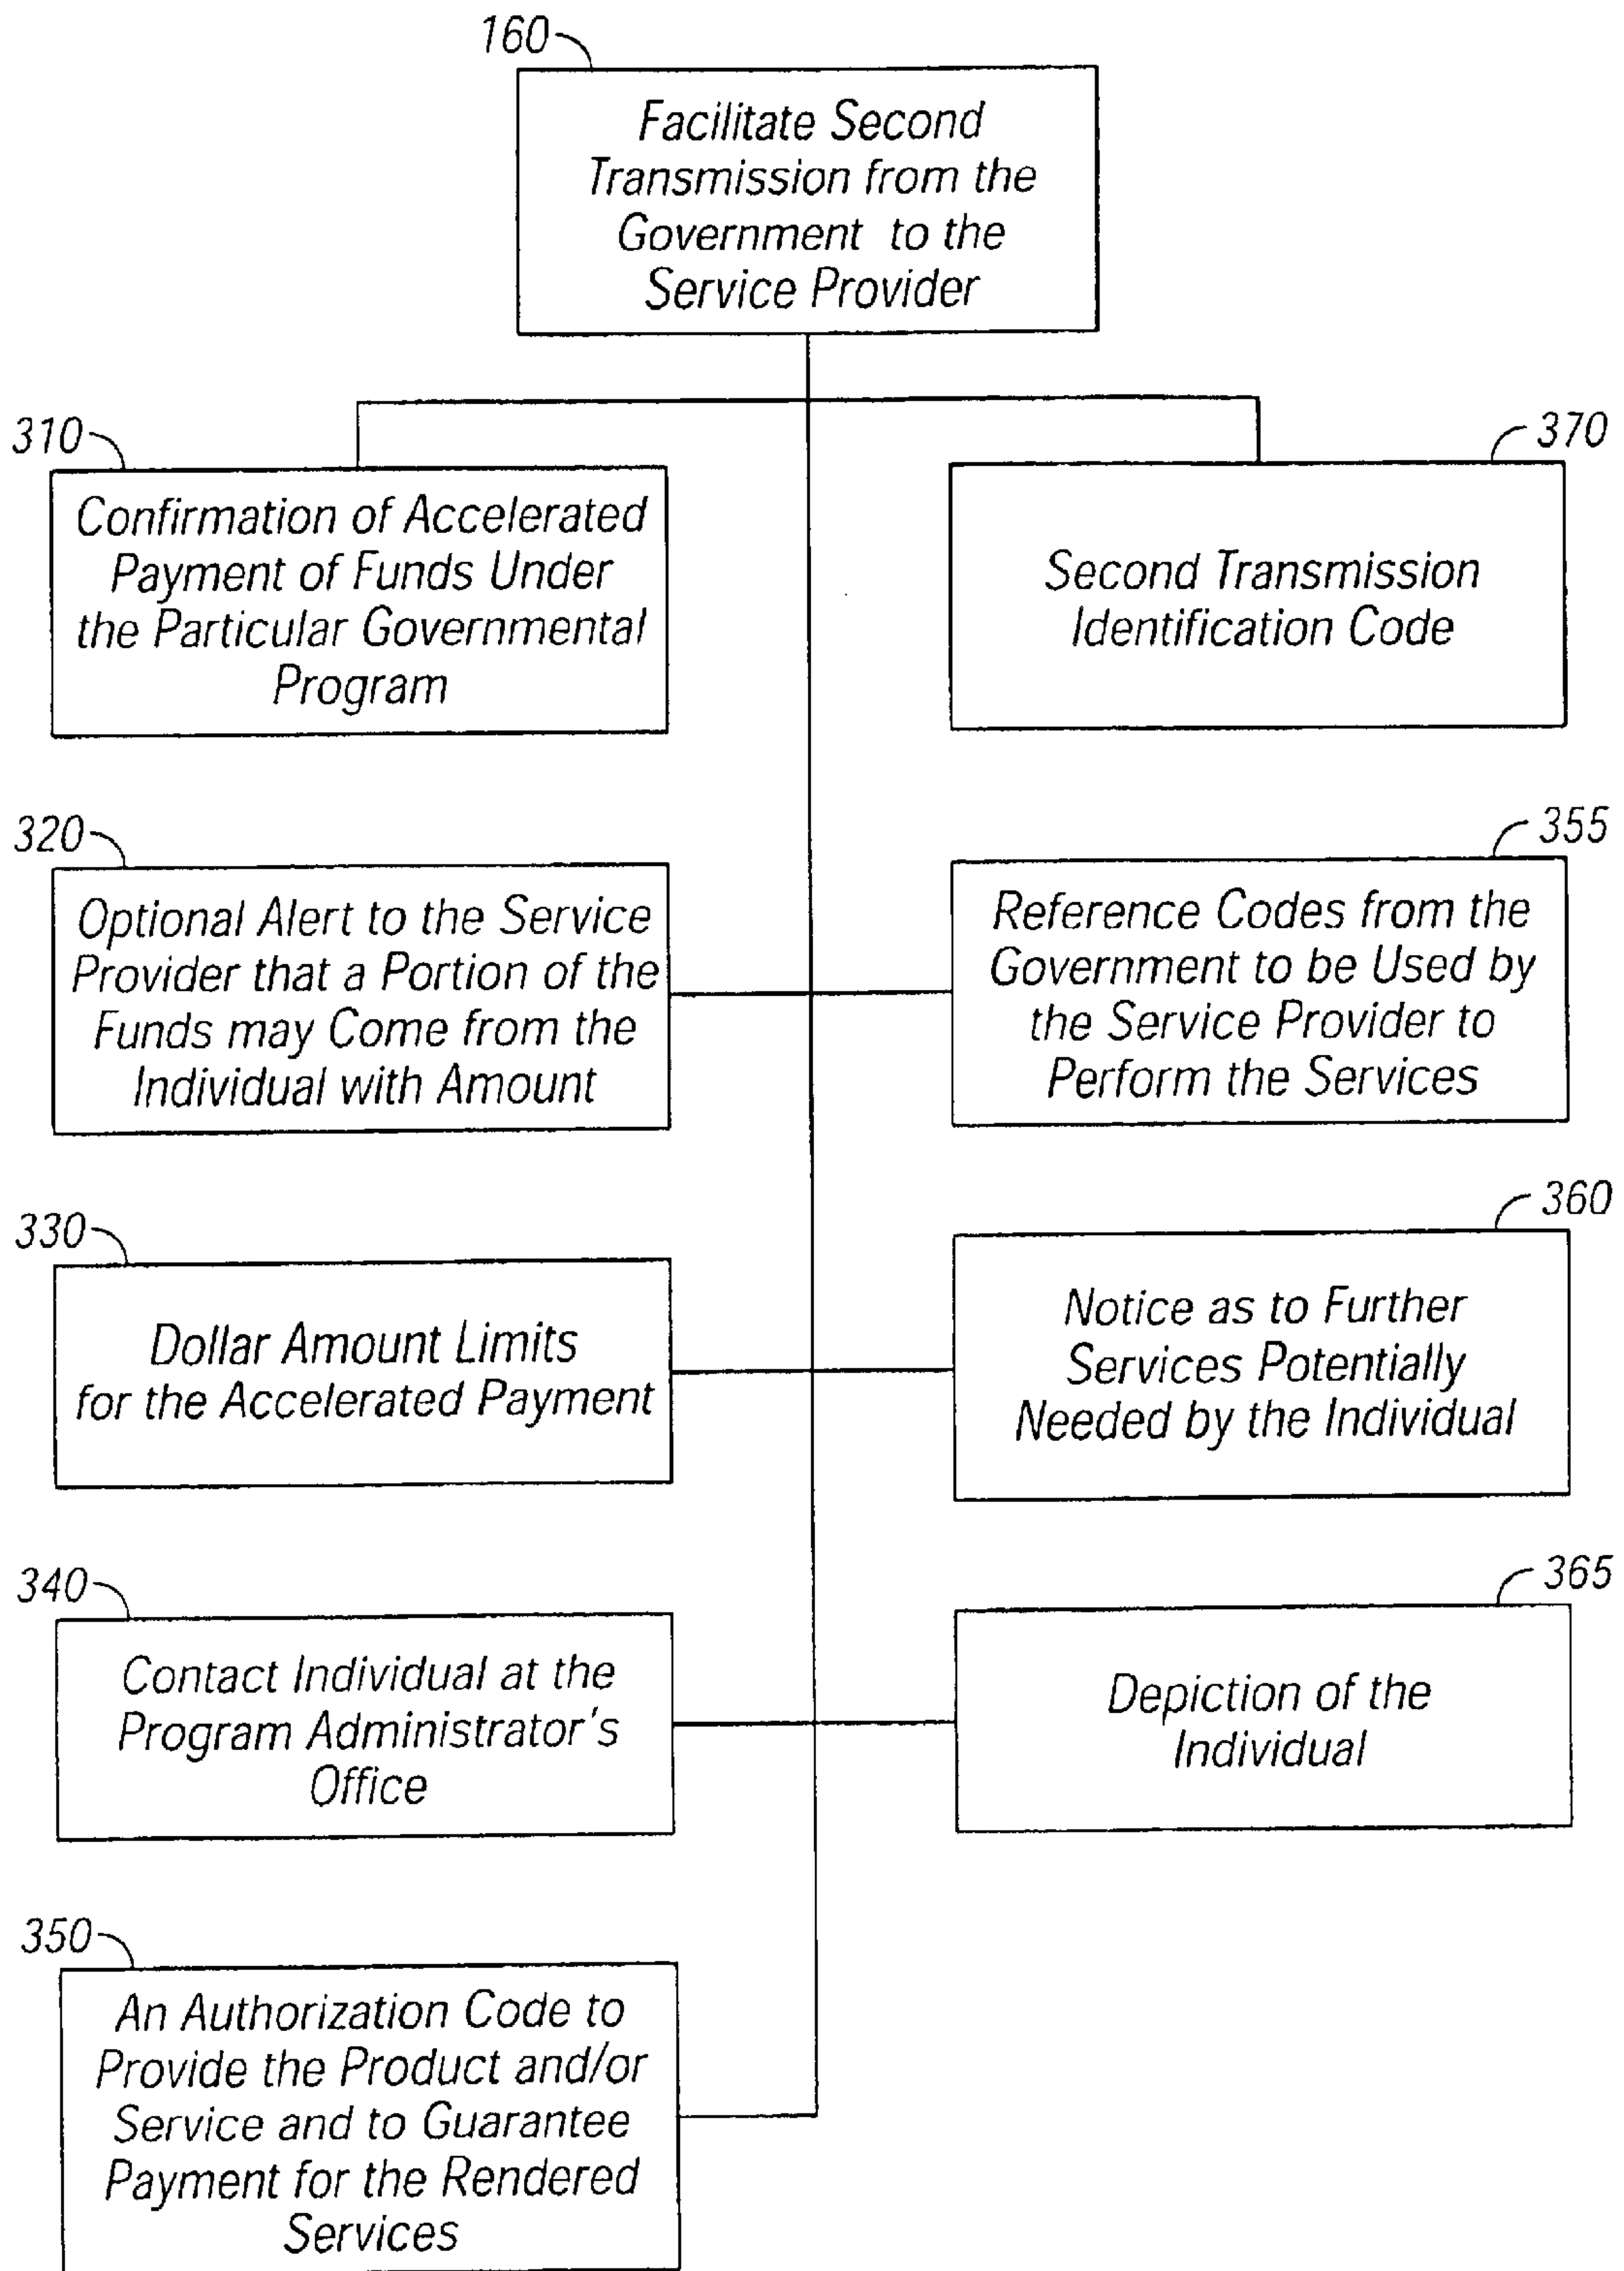 160
Facilitate Second
Transmission from the
Government to the
Service Provider
310
Confirmation of Accelerated
Payment of Funds Under
the Particular Governmental
Program
370
Second Transmission
Identification Code
320
Optional Alert to the Service
Provider that a Portion of the
Funds may Come from the
Individual with Amount
355
Reference Codes from the
Government to be Used by
the Service Provider to
Perform the Services
330
Dollar Amount Limits
for the Accelerated Payment
360
Notice as to Further
Services Potentially
Needed by the Individual
340
Contact Individual at the
Program Administrator's
Office
365
Depiction of the
Individual
350
An Authorization Code to
Provide the Product and/or
Service and to Guarantee
Payment for the Rendered
Services